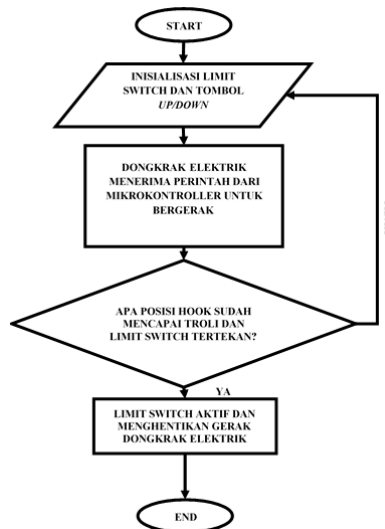 START
INISIALISASI LIMIT
SWITCH DAN TOMBOL
UP/DOWN
DONGKRAK ELEKTRIK
MENERIMA PERINTAH DARI
MIKROKONTROLLER UNTUK
BERGERAK
APA POSISI HOOK SUDAH
MENCAPAI TROLI DAN
LIMIT SWITCH TERTEKAN?
YA
LIMIT SWITCH AKTIF DAN
MENGHENTIKAN GERAK
DONGKRAK ELEKTRIK
END